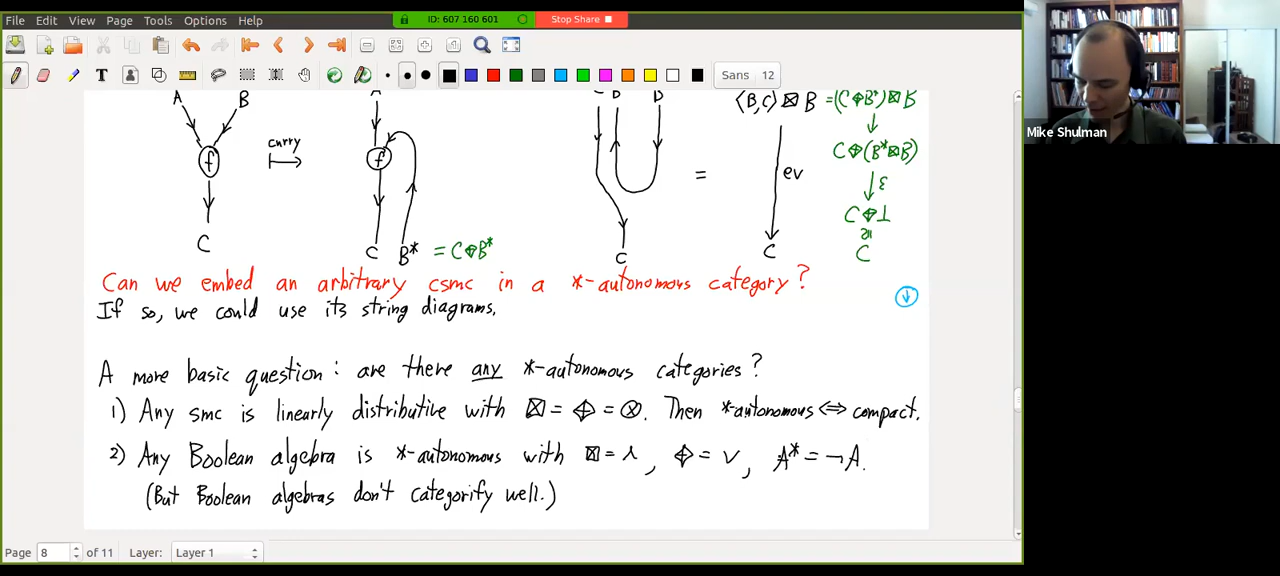 File Edit View Page Tools Options Help
ID: 607 160 601 Stop Share
Sans 12
A B
curry
f
C
A
f
C B* = C⊕B*
B D
C
=
⟨B,C⟩ ⊠ B = (C⊕B*) ⊠ B
ev
C
C⊕(B*⊠B)
ε
C⊕⊥
≅
C
Can we embed an arbitrary csmc in a *-autonomous category?
If so, we could use its string diagrams.
A more basic question: are there any *-autonomous categories?
1) Any smc is linearly distributive with ⊠ = ⊕ = ⊗. Then *-autonomous ⟺ compact.
2) Any Boolean algebra is *-autonomous with ⊠ = ∧, ⊕ = ∨, A* = ¬A.
(But Boolean algebras don't categorify well.)
Page 8 of 11 Layer: Layer 1
Mike Shulman